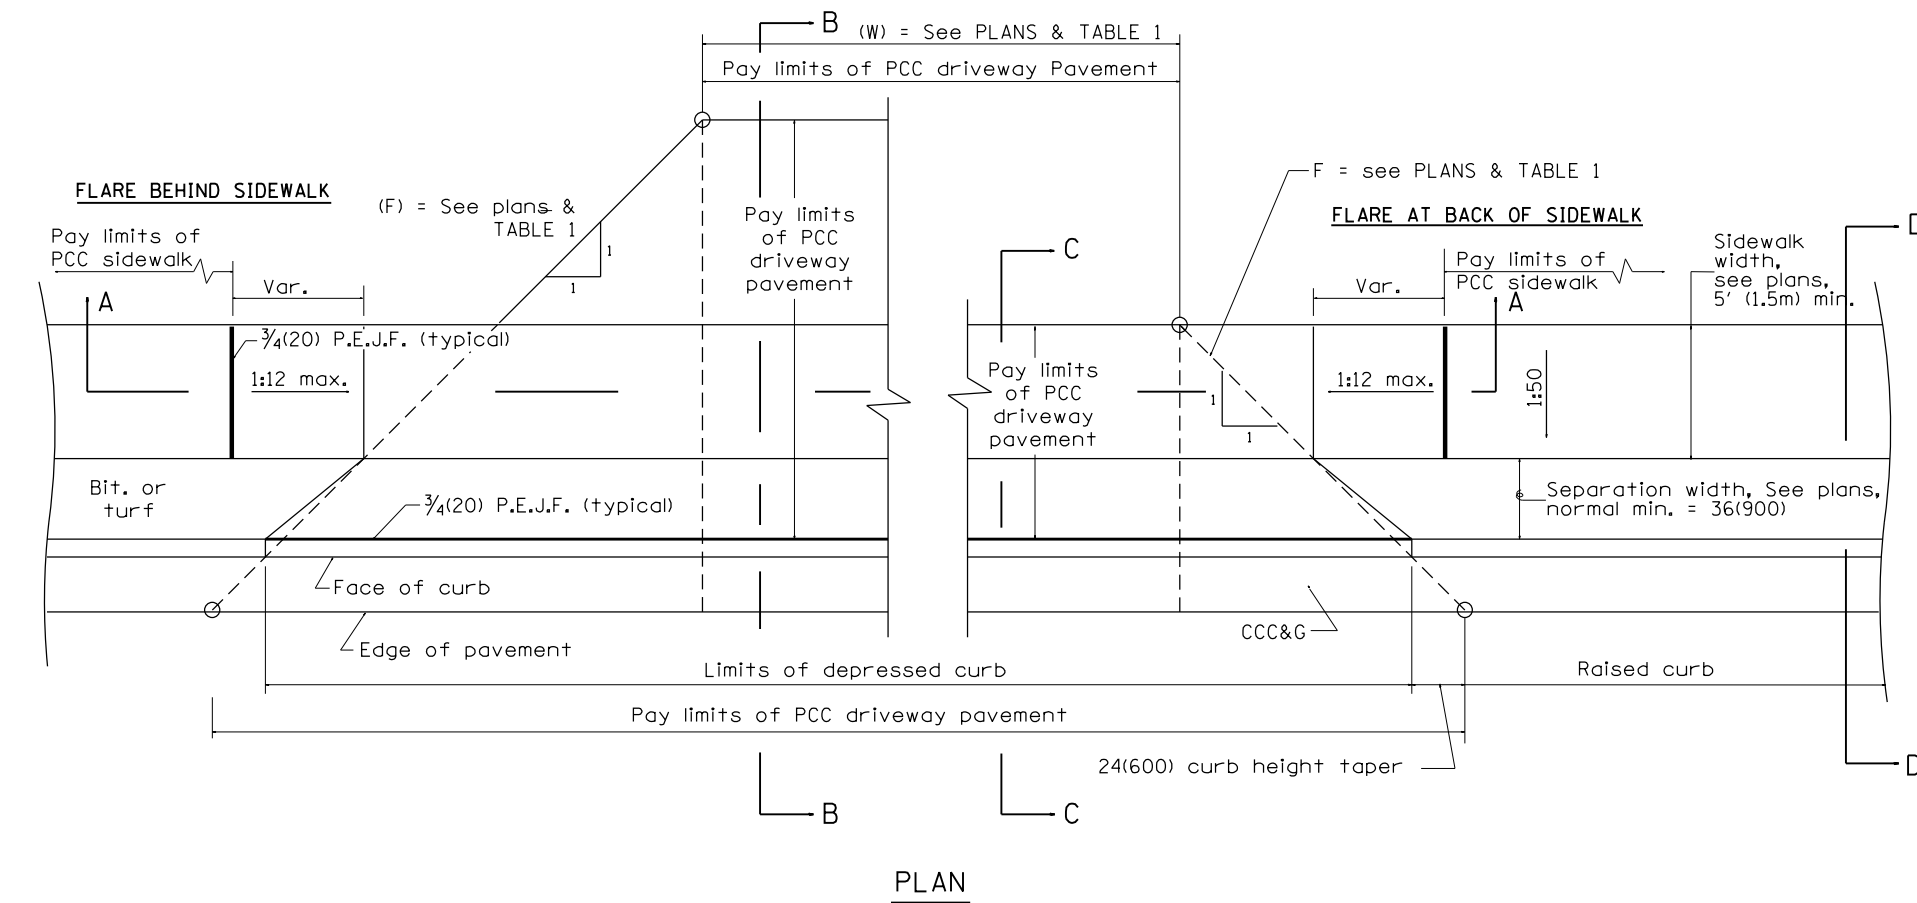 B
(W) = See PLANS & TABLE 1
Pay limits of PCC driveway Pavement
FLARE BEHIND SIDEWALK
(F) = See plans &
TABLE 1
1
1
Pay limits of
PCC sidewalk
Var.
A
3/4(20) P.E.J.F. (typical)
1:12 max.
Pay limits
of PCC
driveway
pavement
C
F = see PLANS & TABLE 1
FLARE AT BACK OF SIDEWALK
D
Sidewalk
width,
see plans,
5' (1.5m) min.
Pay limits of
PCC sidewalk
Var.
A
Pay limits
of PCC
driveway
pavement
1
1
1:12 max.
1:50
Bit. or
turf
3/4(20) P.E.J.F. (typical)
Separation width, See plans,
normal min. = 36(900)
Face of curb
Edge of pavement
CCC&G
Limits of depressed curb
Raised curb
Pay limits of PCC driveway pavement
24(600) curb height taper
D
B
C
PLAN